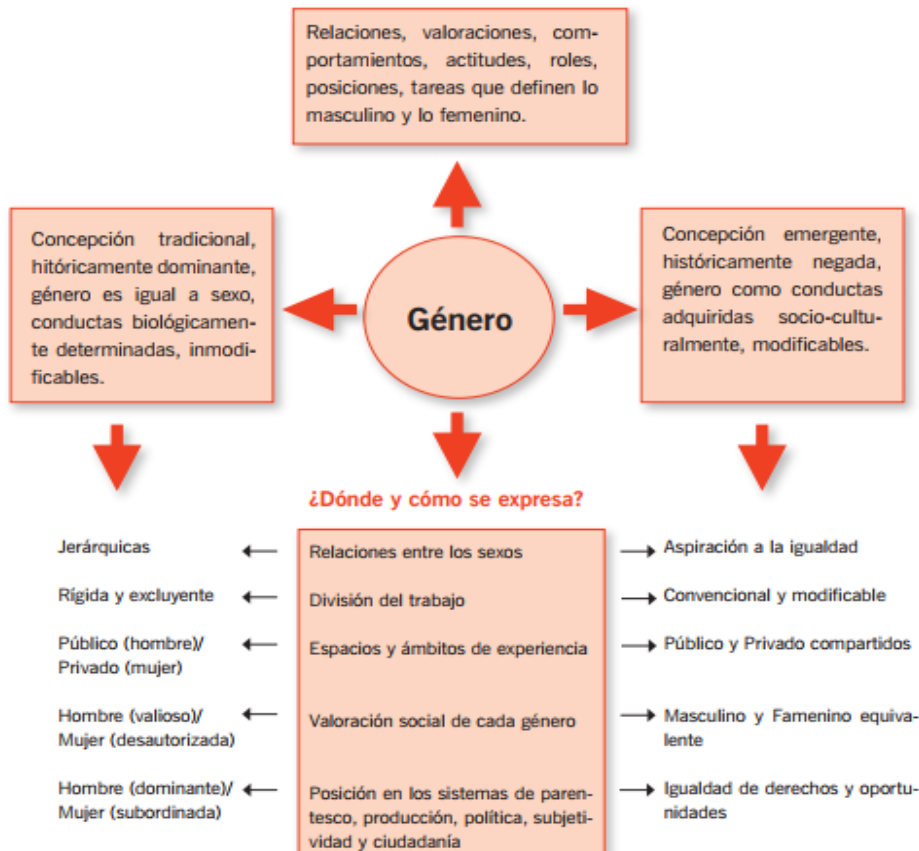 Relaciones, valoraciones, com-
portamientos, actitudes, roles,
posiciones, tareas que definen lo
masculino y lo femenino.
Concepción tradicional,
hitóricamente dominante,
género es igual a sexo,
conductas biológicamen-
te determinadas, inmodi-
ficables.
Género
Concepción emergente,
históricamente negada,
género como conductas
adquiridas socio-cultu-
ralmente, modificables.
¿Dónde y cómo se expresa?
Jerárquicas
Relaciones entre los sexos
Aspiración a la igualdad
Rígida y excluyente
División del trabajo
Convencional y modificable
Público (hombre)/
Privado (mujer)
Espacios y ámbitos de experiencia
Público y Privado compartidos
Hombre (valioso)/
Mujer (desautorizada)
Valoración social de cada género
Masculino y Famenino equiva-
lente
Hombre (dominante)/
Mujer (subordinada)
Posición en los sistemas de paren-
tesco, producción, política, subjeti-
vidad y ciudadanía
Igualdad de derechos y oportu-
nidades